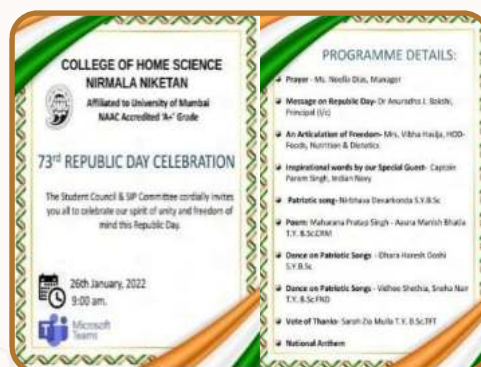 COLLEGE OF HOME SCIENCE
NIRMALA NIKETAN
Affiliated to University of Mumbai
NAAC Accredited 'A+' Grade
73rd REPUBLIC DAY CELEBRATION
The Student Council & SIP Committee cordially invites
you all to celebrate our spirit of unity and freedom of
mind this Republic Day.
26th January, 2022
9:00 am.
Microsoft
Teams
PROGRAMME DETAILS:
Prayer - Ms. Noella Dias, Manager
Message on Republic Day- Dr Anuradha J. Bakshi,
Principal (I/c)
An Articulation of Freedom- Mrs. Vibha Hasija, HOD-
Foods, Nutrition & Dietetics
Inspirational words by our Special Guest- Captain
Param Singh, Indian Navy
Patriotic song- Nirbhaya Devarkonda S.Y.B.Sc
Poem: Maharana Pratap Singh - Manish Bhatia
T.Y. B.Sc.CRM
Dance on Patriotic Songs - Dhara Haresh Doshi
S.Y.B.Sc
Dance on Patriotic Songs - Vidhee Shethia, Sneha Nair
T.Y. B.Sc.FND
Vote of Thanks- Sarah Zia Mulla T.Y. B.Sc.TFT
National Anthem